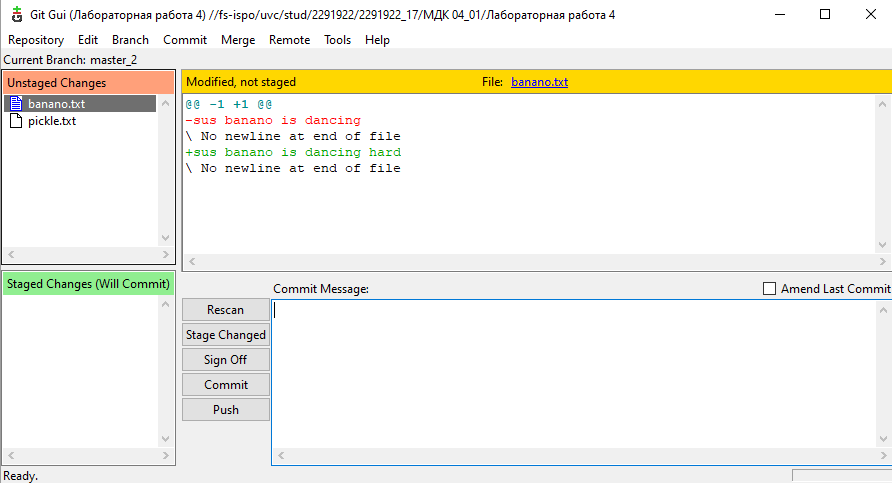 Git Gui (Лабораторная работа 4) //fs-ispo/uvc/stud/2291922/2291922_17/МДК 04_01/Лабораторная работа 4
Repository Edit Branch Commit Merge Remote Tools Help
Current Branch: master_2
Unstaged Changes
banano.txt
pickle.txt
Modified, not staged File: banano.txt
@@ -1 +1 @@
-sus banano is dancing
\ No newline at end of file
+sus banano is dancing hard
\ No newline at end of file
Staged Changes (Will Commit)
Commit Message: Amend Last Commit
Rescan
Stage Changed
Sign Off
Commit
Push
Ready.